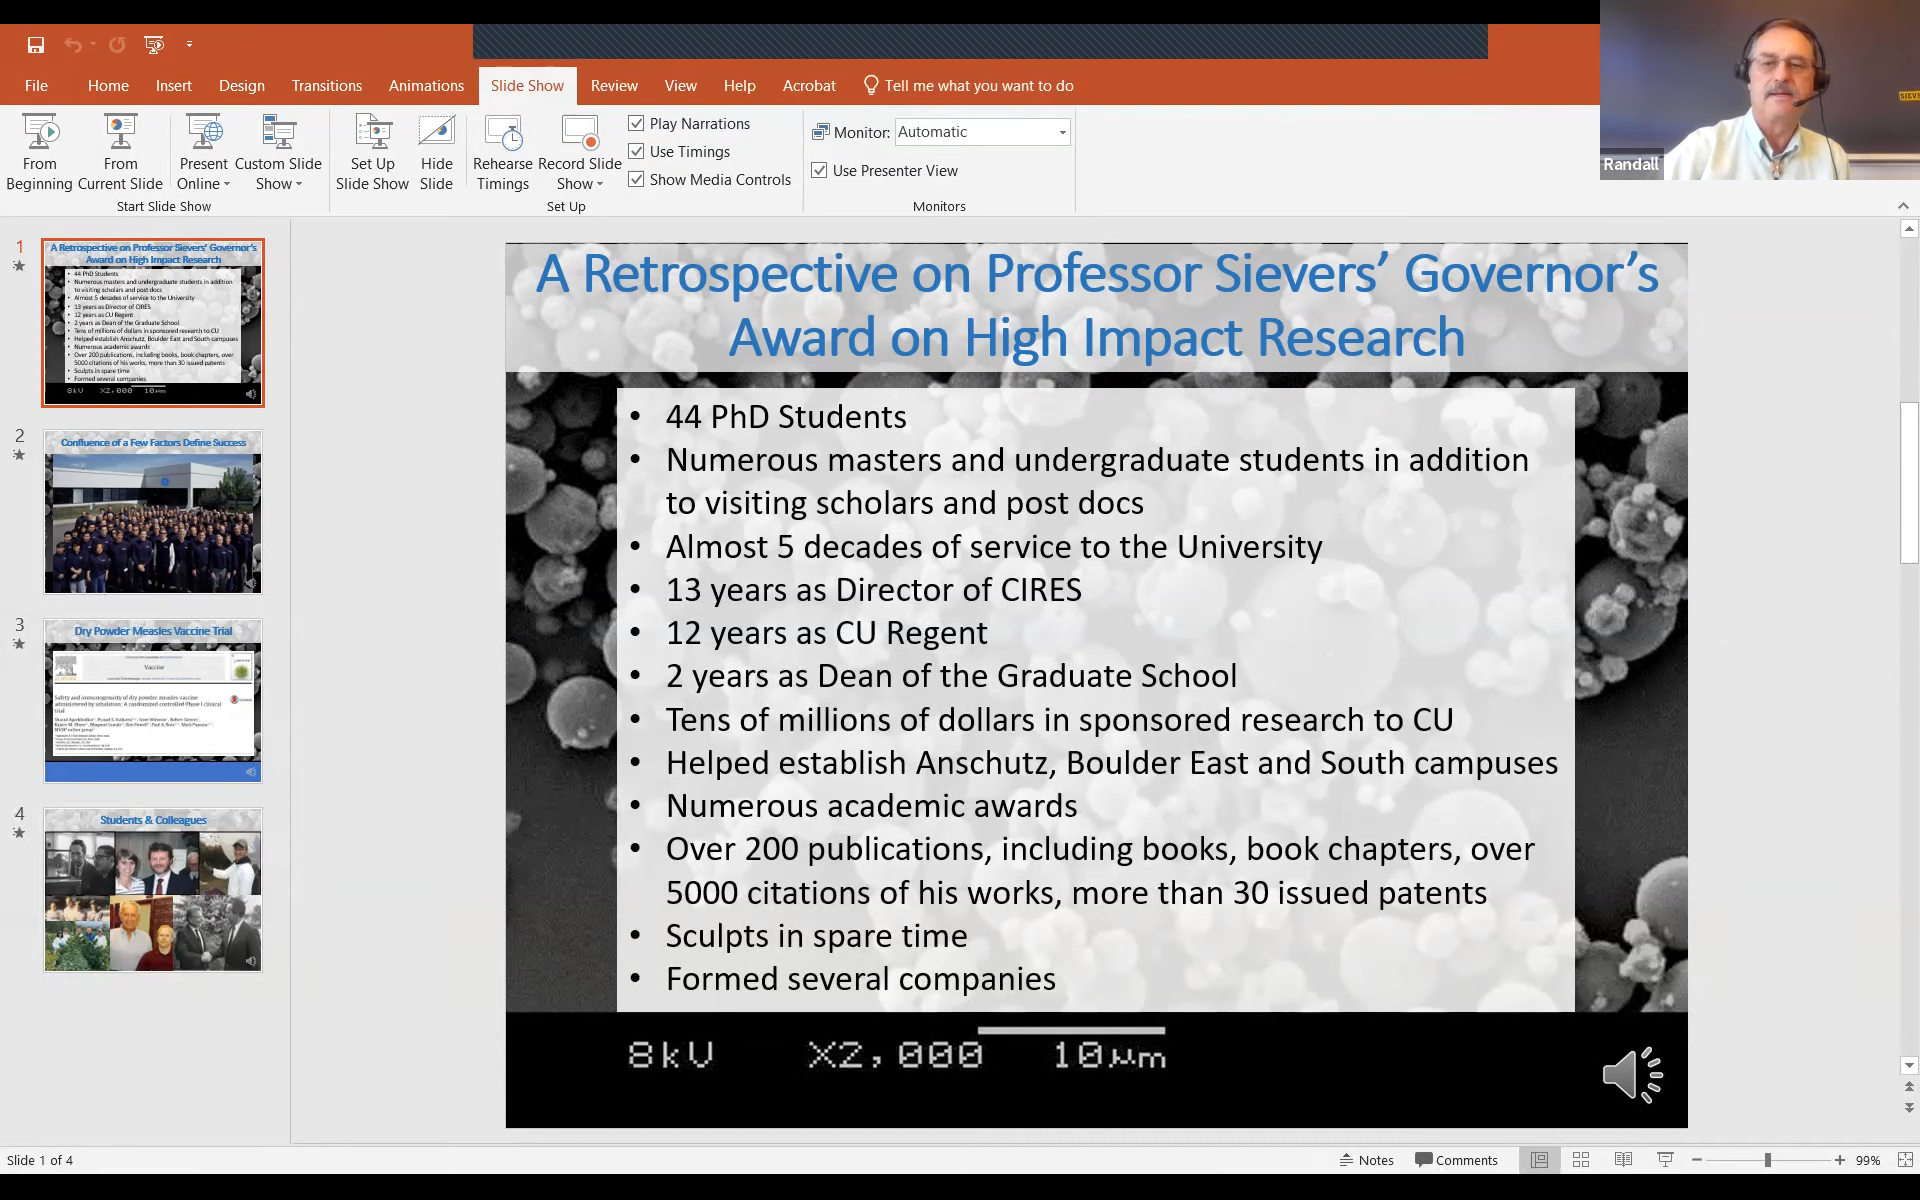 File Home Insert Design Transitions Animations Slide Show Review View Help Acrobat Tell me what you want to do
From Beginning
From Current Slide
Present Online
Custom Slide Show
Start Slide Show
Set Up Slide Show
Hide Slide
Rehearse Timings
Record Slide Show
Play Narrations
Use Timings
Show Media Controls
Set Up
Monitor: Automatic
Use Presenter View
Monitors
Randall
1
A Retrospective on Professor Sievers' Governor's
Award on High Impact Research
• 44 PhD Students
• Numerous masters and undergraduate students in addition
to visiting scholars and post docs
• Almost 5 decades of service to the University
• 13 years as Director of CIRES
• 12 years as CU Regent
• 2 years as Dean of the Graduate School
• Tens of millions of dollars in sponsored research to CU
• Helped establish Anschutz, Boulder East and South campuses
• Numerous academic awards
• Over 200 publications, including books, book chapters, over
5000 citations of his works, more than 30 issued patents
• Sculpts in spare time
• Formed several companies
8kV X2,000 10µm
2
Confluence of a Few Factors Define Success
3
Dry Powder Measles Vaccine Trial
Vaccine
Safety and immunogenicity of dry powder measles vaccine
administered by inhalation: A randomized controlled Phase I clinical
trial
4
Students & Colleagues
A Retrospective on Professor Sievers’ Governor’s
Award on High Impact Research
• 44 PhD Students
• Numerous masters and undergraduate students in addition
to visiting scholars and post docs
• Almost 5 decades of service to the University
• 13 years as Director of CIRES
• 12 years as CU Regent
• 2 years as Dean of the Graduate School
• Tens of millions of dollars in sponsored research to CU
• Helped establish Anschutz, Boulder East and South campuses
• Numerous academic awards
• Over 200 publications, including books, book chapters, over
5000 citations of his works, more than 30 issued patents
• Sculpts in spare time
• Formed several companies
8kV X2,000 10µm
Slide 1 of 4
Notes Comments 99%